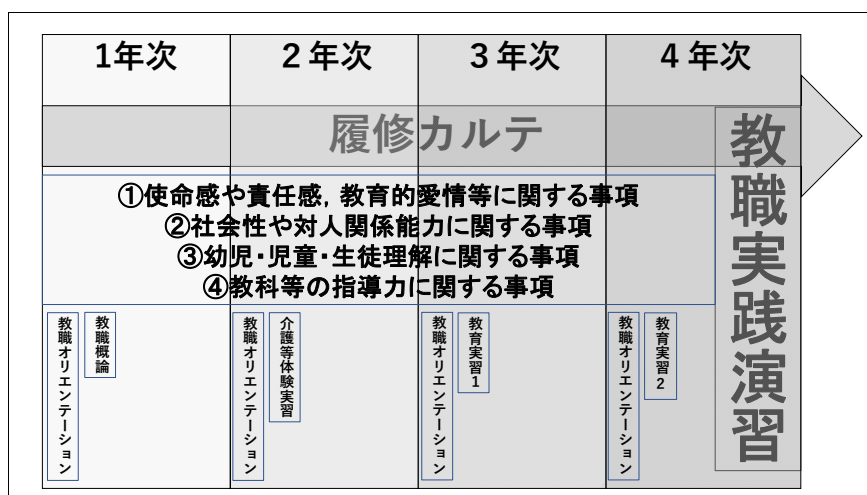 1年次
２年次
３年次
４年次
履修カルテ
教職実践演習
①使命感や責任感，教育的愛情等に関する事項
②社会性や対人関係能力に関する事項
③幼児・児童・生徒理解に関する事項
④教科等の指導力に関する事項
教職オリエンテーション
教職概論
教職オリエンテーション
介護等体験実習
教職オリエンテーション
教育実習１
教職オリエンテーション
教育実習２